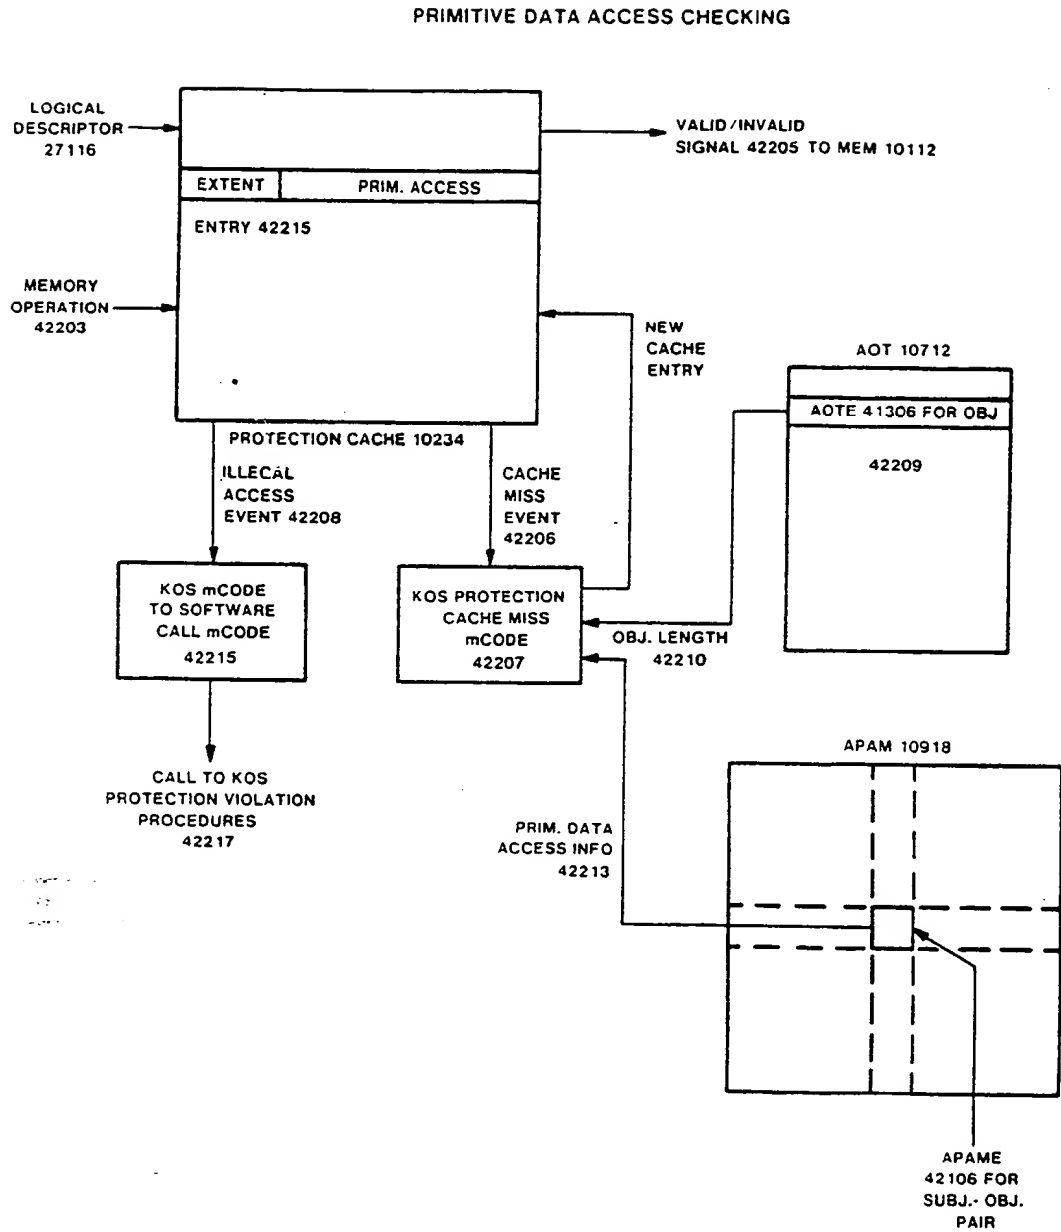 PRIMITIVE DATA ACCESS CHECKING
LOGICAL
DESCRIPTOR
27116
VALID/INVALID
SIGNAL 42205 TO MEM 10112
EXTENT
PRIM. ACCESS
ENTRY 42215
MEMORY
OPERATION
42203
NEW
CACHE
ENTRY
AOT 10712
AOTE 41306 FOR OBJ
42209
PROTECTION CACHE 10234
ILLECAL
ACCESS
EVENT 42208
CACHE
MISS
EVENT
42206
KOS mCODE
TO SOFTWARE
CALL mCODE
42215
KOS PROTECTION
CACHE MISS
mCODE
42207
OBJ. LENGTH
42210
CALL TO KOS
PROTECTION VIOLATION
PROCEDURES
42217
APAM 10918
PRIM. DATA
ACCESS INFO
42213
APAME
42106 FOR
SUBJ.- OBJ.
PAIR